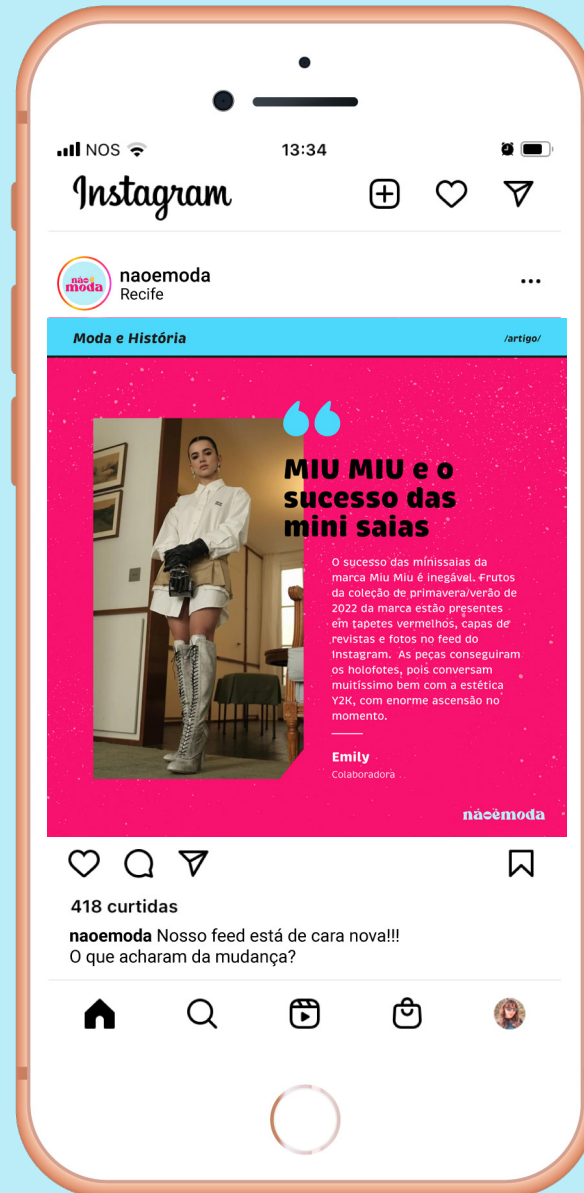 NOS
13:34
Instagram
não é
moda
naoemoda
Recife
Moda e História
/artigo/
MIU MIU e o
sucesso das
mini saias
O sucesso das minissaias da
marca Miu Miu é inegável. Frutos
da coleção de primavera/verão de
2022 da marca estão presentes
em tapetes vermelhos, capas de
revistas e fotos no feed do
Instagram. As peças conseguiram
os holofotes, pois conversam
muitíssimo bem com a estética
Y2K, com enorme ascensão no
momento.
Emily
Colaboradora
nãoémoda
418 curtidas
naoemoda Nosso feed está de cara nova!!!
O que acharam da mudança?